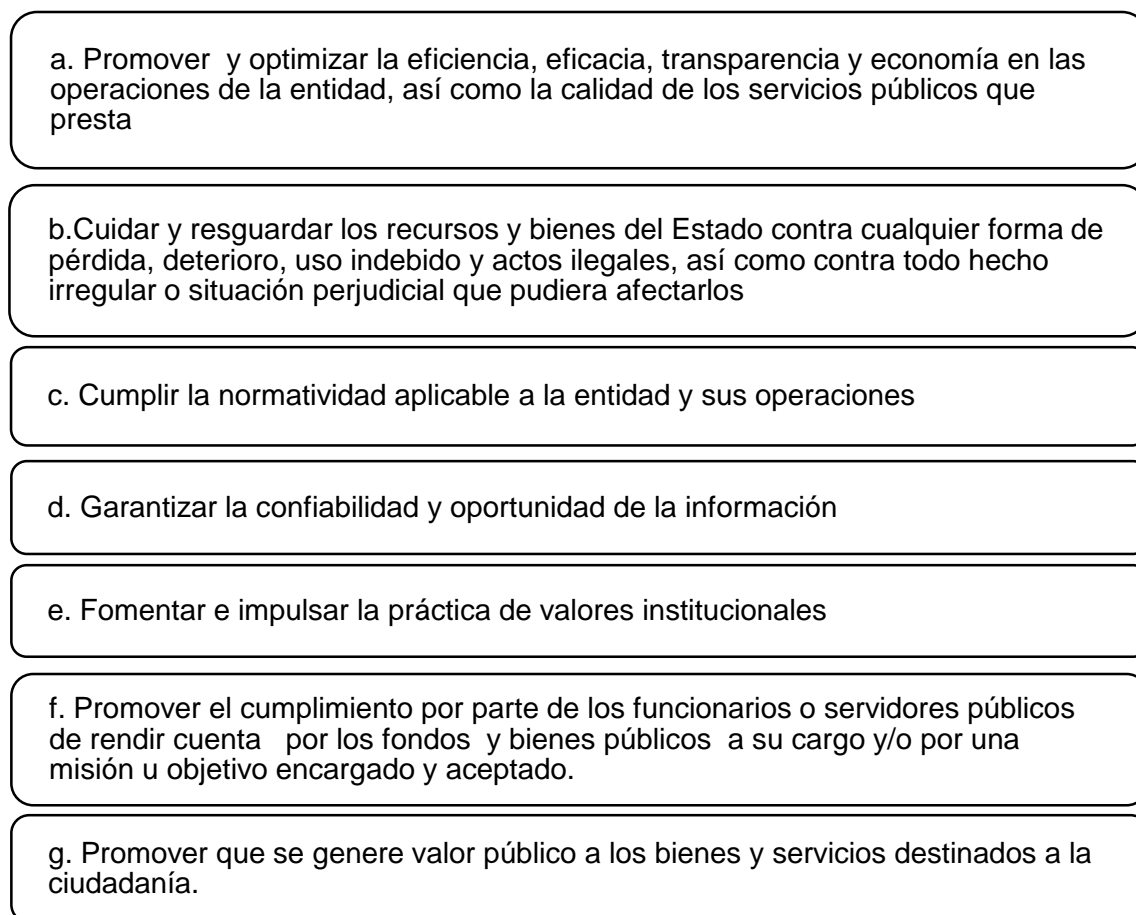 a. Promover  y optimizar la eficiencia, eficacia, transparencia y economía en las
operaciones de la entidad, así como la calidad de los servicios públicos que
presta
b.Cuidar y resguardar los recursos y bienes del Estado contra cualquier forma de
pérdida, deterioro, uso indebido y actos ilegales, así como contra todo hecho
irregular o situación perjudicial que pudiera afectarlos
c. Cumplir la normatividad aplicable a la entidad y sus operaciones
d. Garantizar la confiabilidad y oportunidad de la información
e. Fomentar e impulsar la práctica de valores institucionales
f. Promover el cumplimiento por parte de los funcionarios o servidores públicos
de rendir cuenta   por los fondos  y bienes públicos  a su cargo y/o por una
misión u objetivo encargado y aceptado.
g. Promover que se genere valor público a los bienes y servicios destinados a la
ciudadanía.